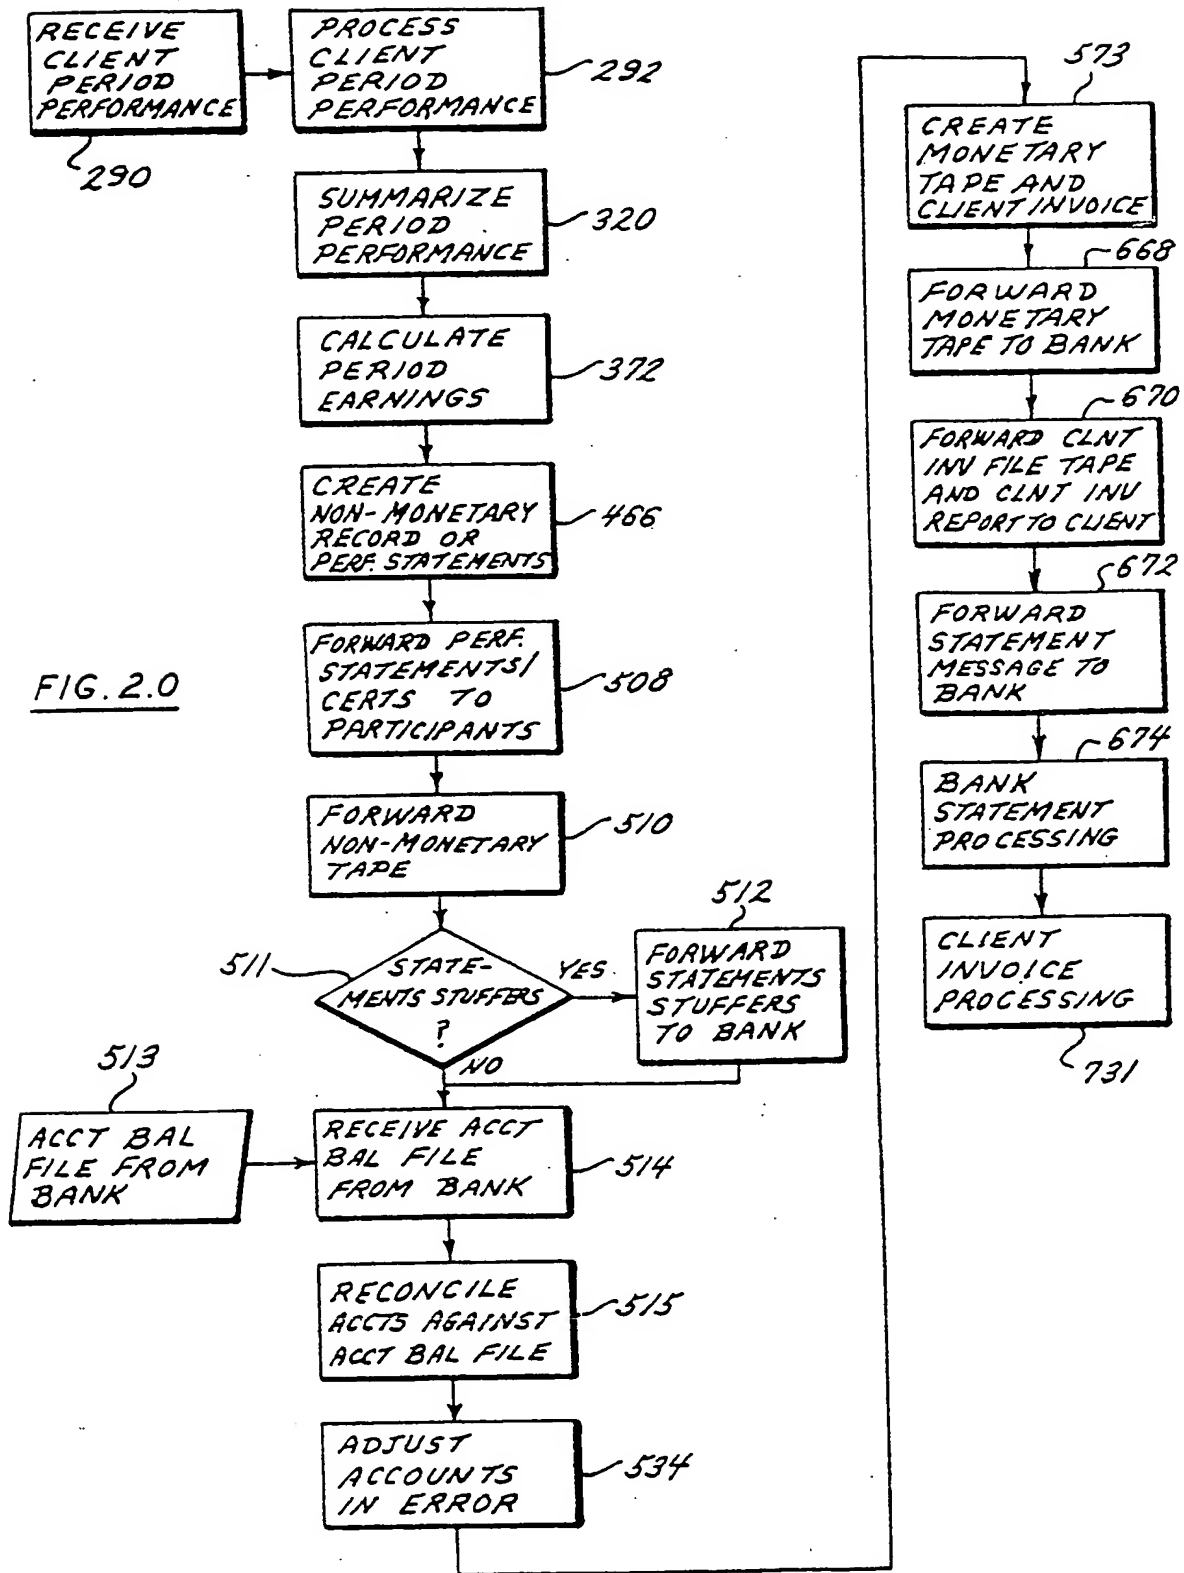 RECEIVE
CLIENT
PERIOD
PERFORMANCE
290
PROCESS
CLIENT
PERIOD
PERFORMANCE
292
SUMMARIZE
PERIOD
PERFORMANCE
320
CALCULATE
PERIOD
EARNINGS
372
CREATE
NON-MONETARY
RECORD OR
PERF. STATEMENTS
466
FORWARD PERF.
STATEMENTS/
CERTS TO
PARTICIPANTS
508
FIG. 2.0
FORWARD
NON-MONETARY
TAPE
510
511
STATE-
MENTS STUFFERS
?
YES
NO
512
FORWARD
STATEMENTS
STUFFERS
TO BANK
513
ACCT BAL
FILE FROM
BANK
RECEIVE ACCT
BAL FILE
FROM BANK
514
RECONCILE
ACCTS AGAINST
ACCT BAL FILE
515
ADJUST
ACCOUNTS
IN ERROR
534
573
CREATE
MONETARY
TAPE AND
CLIENT INVOICE
668
FORWARD
MONETARY
TAPE TO BANK
670
FORWARD CLNT
INV FILE TAPE
AND CLNT INV
REPORT TO CLIENT
672
FORWARD
STATEMENT
MESSAGE TO
BANK
674
BANK
STATEMENT
PROCESSING
CLIENT
INVOICE
PROCESSING
731